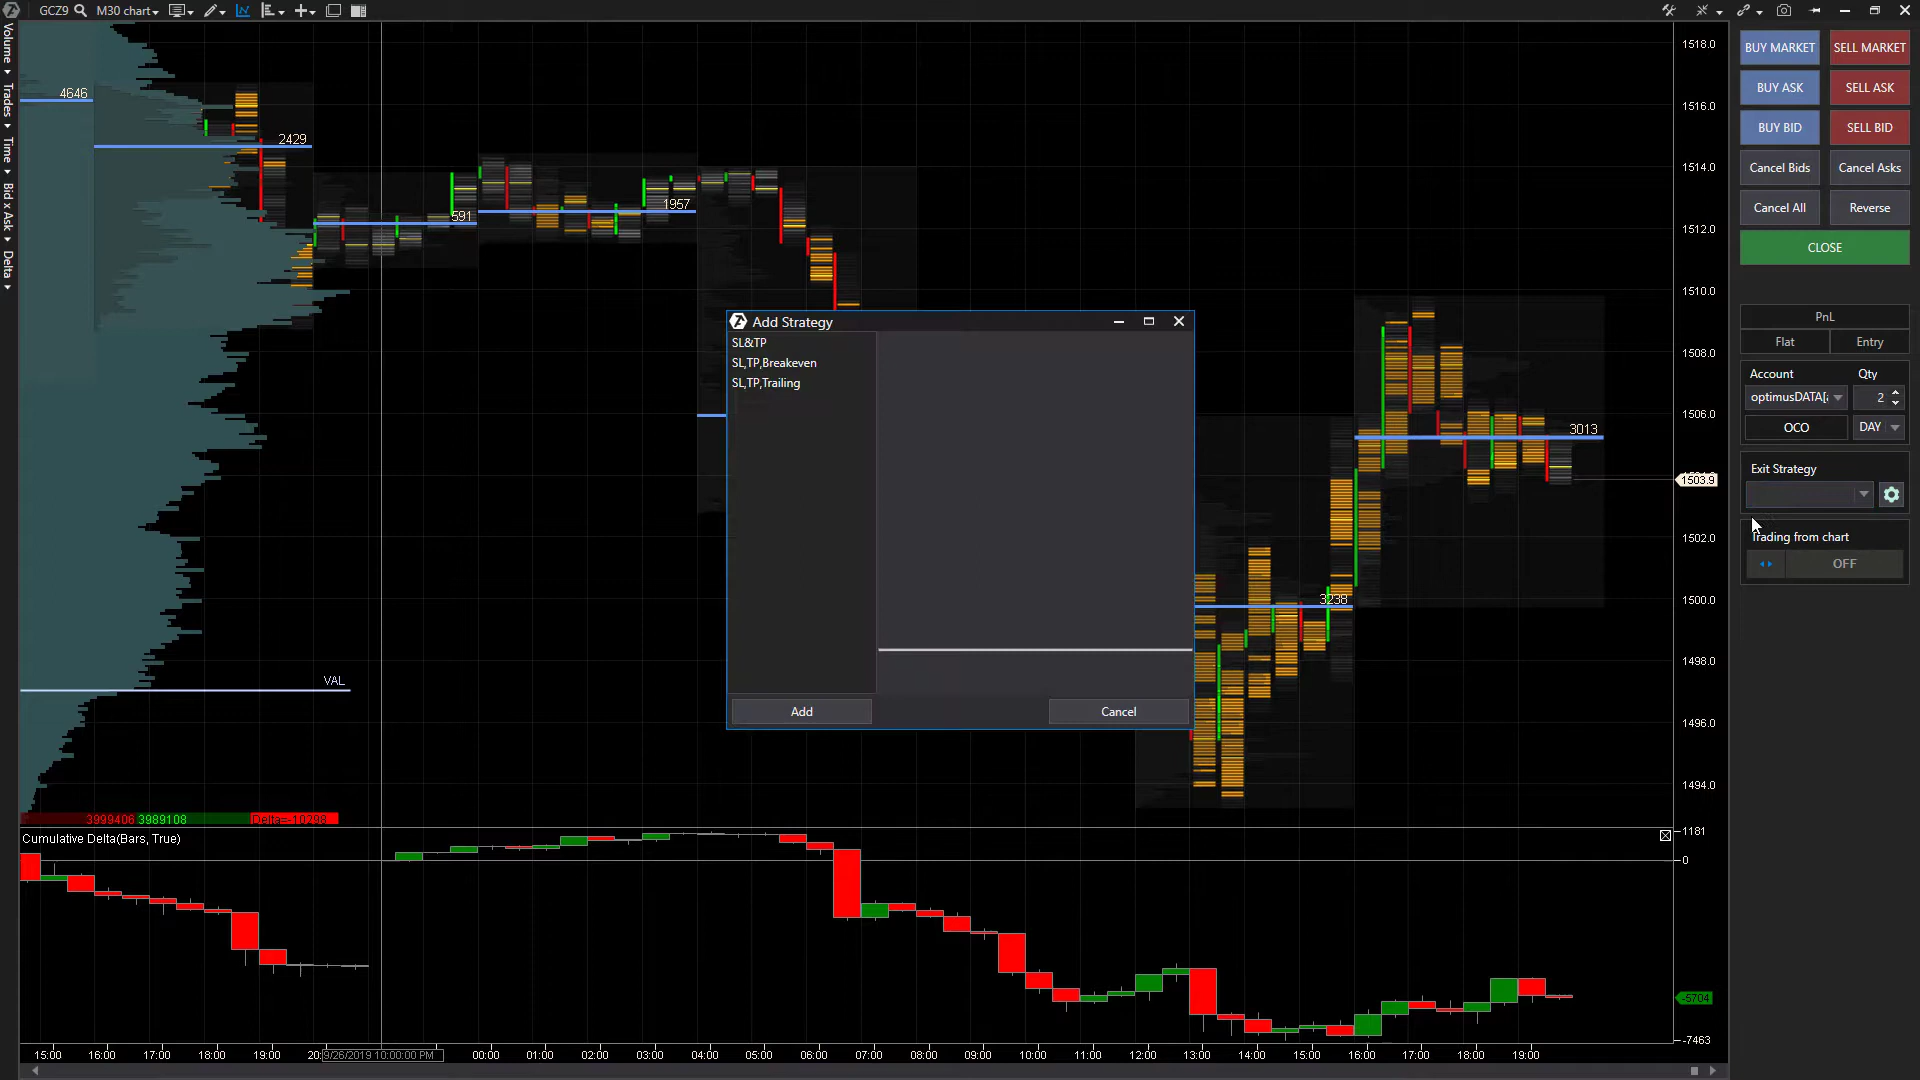 GCZ9 M30 chart
Volume
Trades
Time
Bid x Ask
Delta
4646
2429
591
1957
3238
3013
VAL
3999406 3989108 Delta=-10298
1518.0
1516.0
1514.0
1512.0
1510.0
1508.0
1506.0
1503.9
1502.0
1500.0
1498.0
1496.0
1494.0
Add Strategy
SL&TP
SL,TP,Breakeven
SL,TP,Trailing
Add Cancel
BUY MARKET SELL MARKET
BUY ASK SELL ASK
BUY BID SELL BID
Cancel Bids Cancel Asks
Cancel All Reverse
CLOSE
PnL
Flat Entry
Account Qty
optimusDATA[ 2
OCO DAY
Exit Strategy
Trading from chart
OFF
Cumulative Delta(Bars, True)
1181
0
-5704
-7463
15:00 16:00 17:00 18:00 19:00 20: 9/26/2019 10:00:00 PM 00:00 01:00 02:00 03:00 04:00 05:00 06:00 07:00 08:00 09:00 10:00 11:00 12:00 13:00 14:00 15:00 16:00 17:00 18:00 19:00